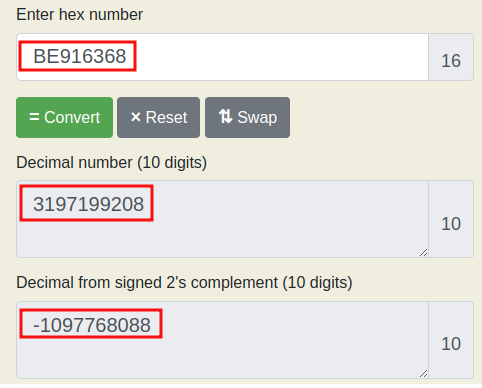 Enter hex number
BE916368 16
= Convert × Reset ⇅ Swap
Decimal number (10 digits)
3197199208 10
Decimal from signed 2's complement (10 digits)
-1097768088 10